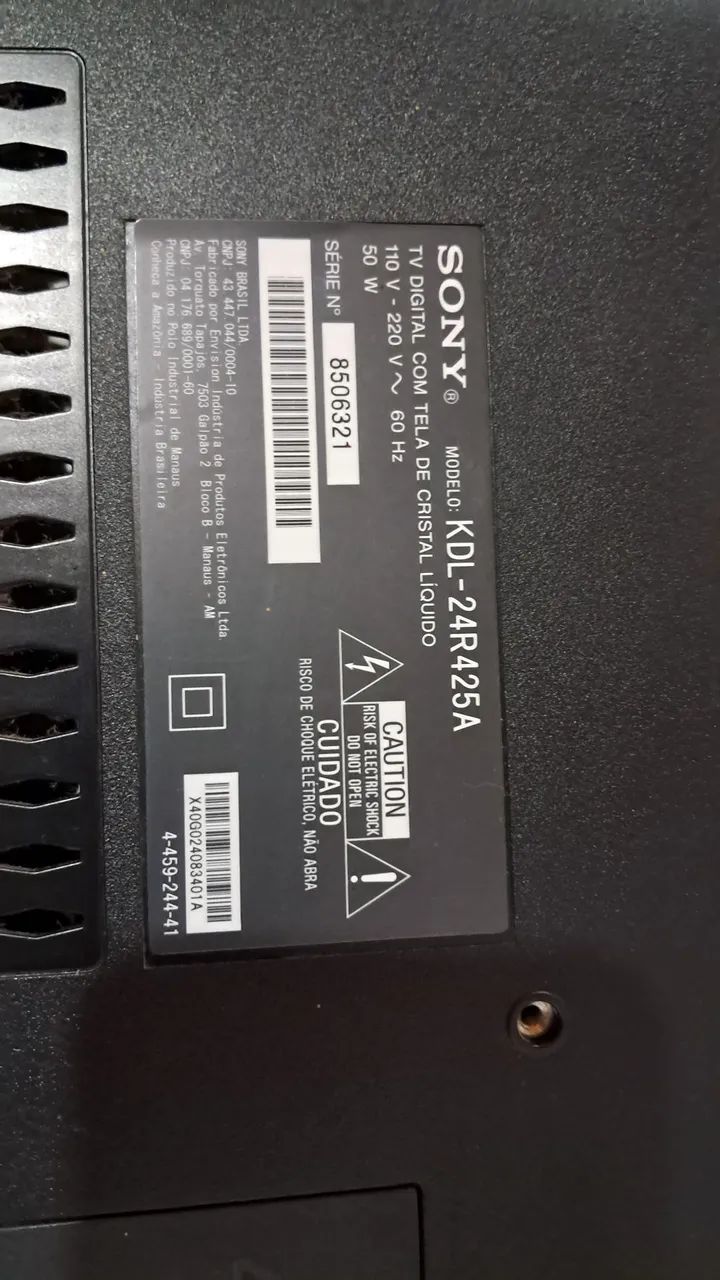 SONY® MODELO: KDL-24R425A
TV DIGITAL COM TELA DE CRISTAL LÍQUIDO
110 V - 220 V ~ 60 Hz
50 W
SÉRIE Nº 8506321
SONY BRASIL LTDA.
CNPJ: 43 447.044/0004-10
Fabricado por Envision Indústria de Produtos Eletrônicos Ltda.
Av. Torquato Tapajós, 7503 Galpão 2 Bloco B - Manaus - AM
CNPJ: 04 176 689/0001-60
Produzido no Polo Industrial de Manaus
Conheça a Amazônia - Indústria Brasileira
CAUTION
RISK OF ELECTRIC SHOCK
DO NOT OPEN
CUIDADO
RISCO DE CHOQUE ELÉTRICO, NÃO ABRA
X40G024083401A
4-459-244-41